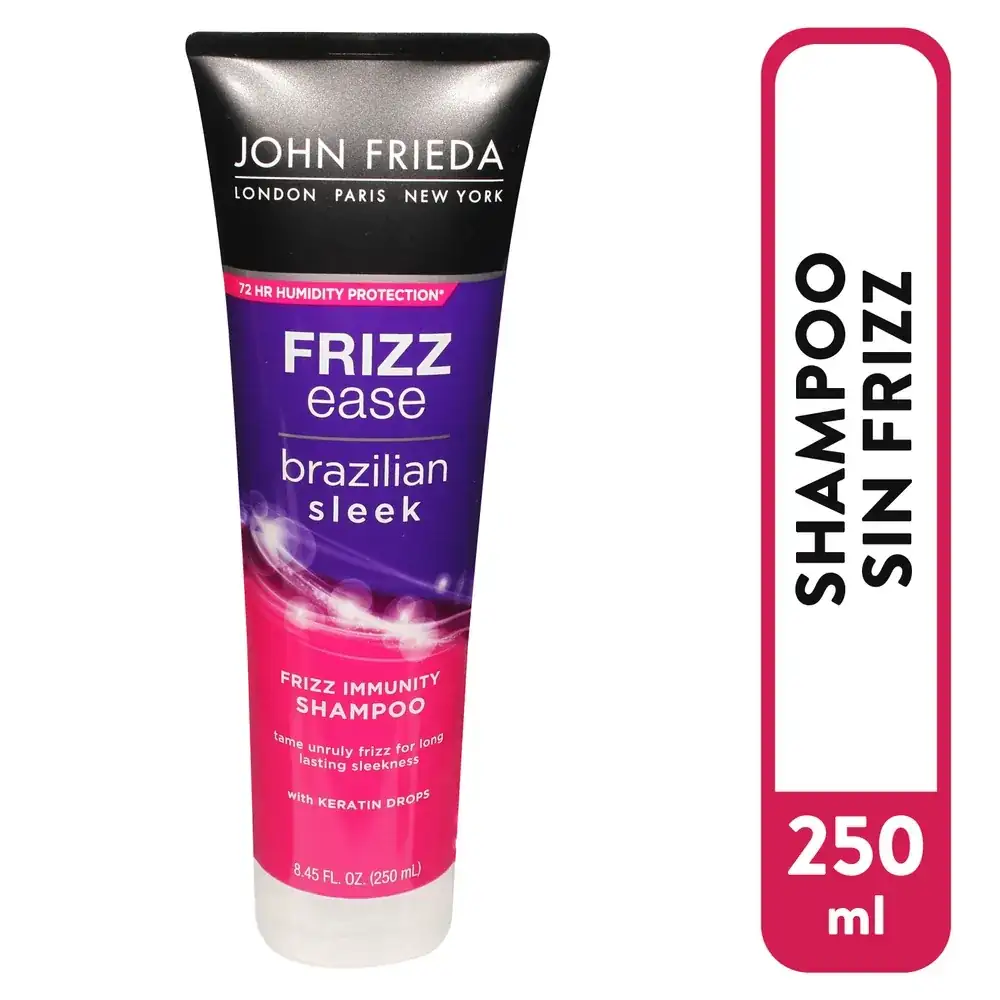 JOHN FRIEDA
LONDON PARIS NEW YORK
72 HR HUMIDITY PROTECTION*
FRIZZ
ease
brazilian
sleek
FRIZZ IMMUNITY
SHAMPOO
tame unruly frizz for long
lasting sleekness
with KERATIN DROPS
8.45 FL. OZ. (250 mL)
SHAMPOO
SIN FRIZZ
250
ml